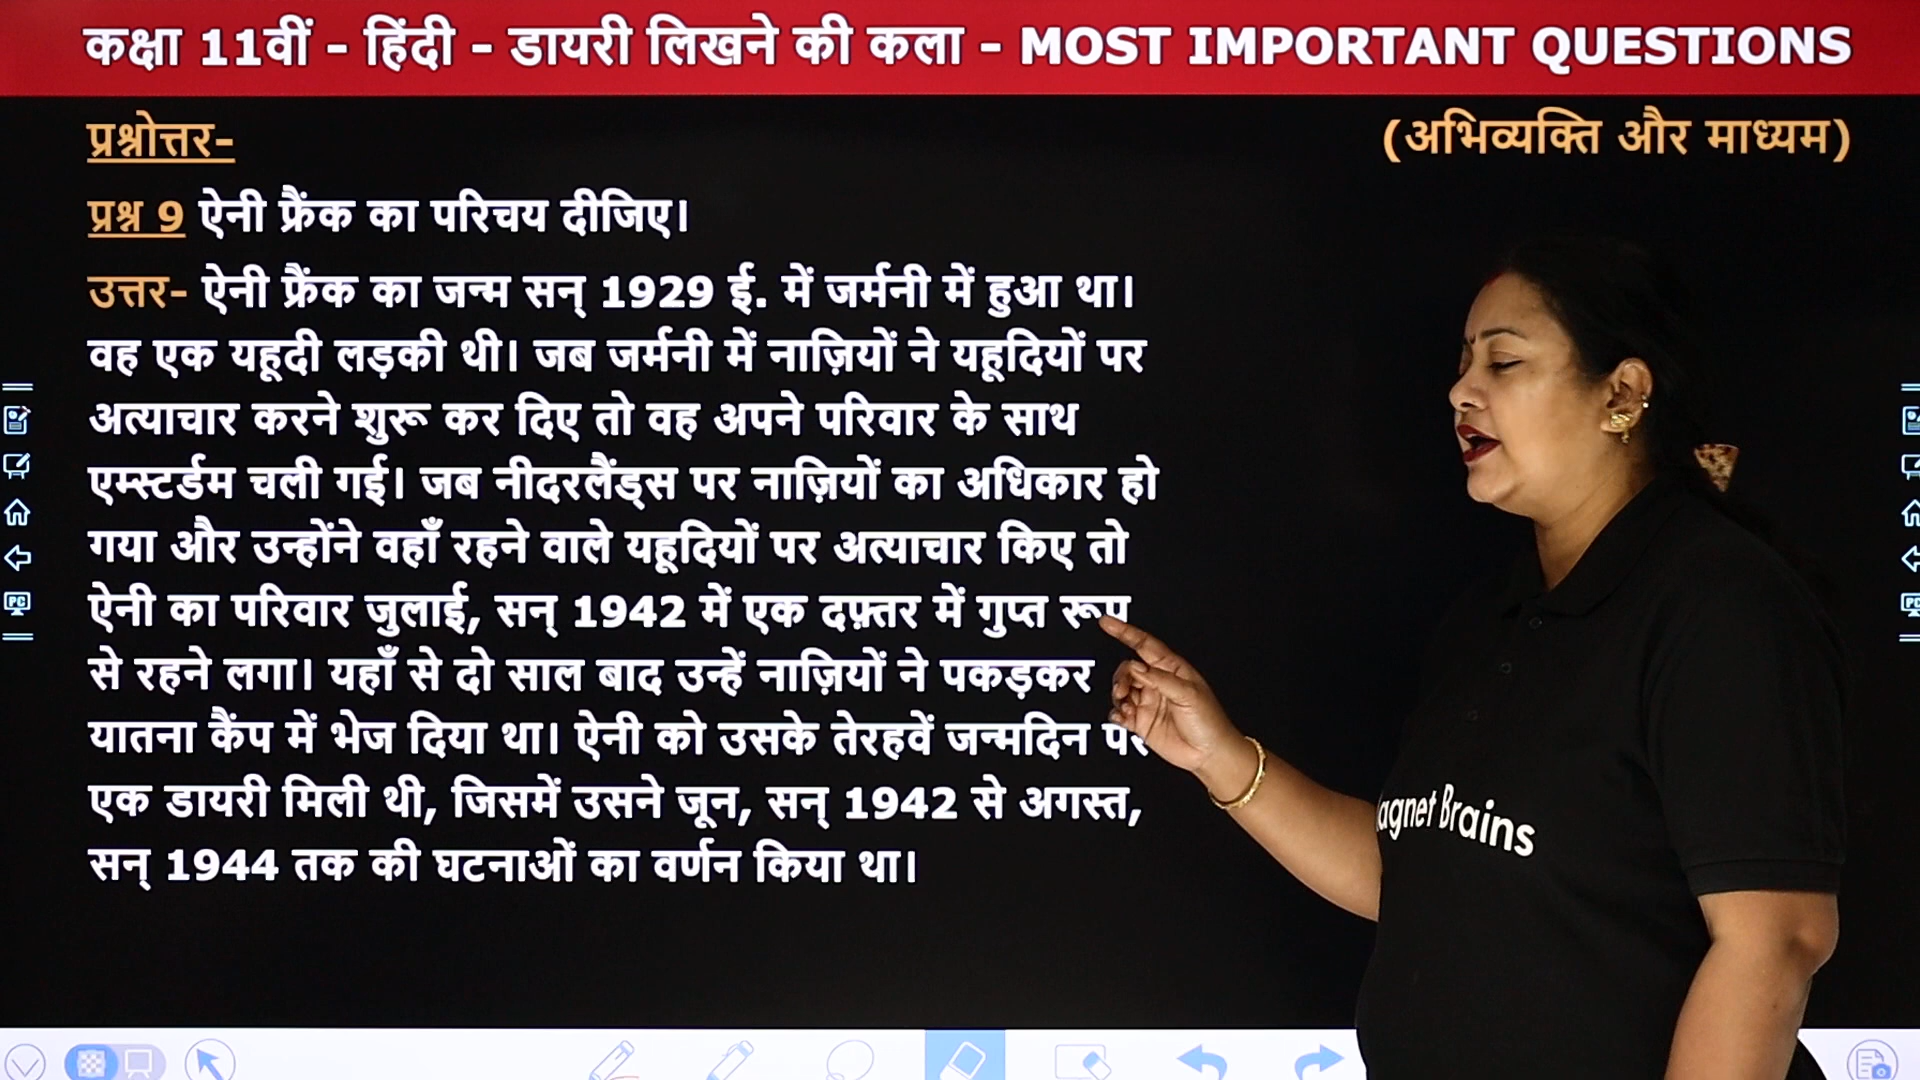 कक्षा 11वीं - हिंदी - डायरी लिखने की कला - MOST IMPORTANT QUESTIONS
प्रश्नोत्तर-
(अभिव्यक्ति और माध्यम)
प्रश्न 9 ऐनी फ्रैंक का परिचय दीजिए।
उत्तर- ऐनी फ्रैंक का जन्म सन् 1929 ई. में जर्मनी में हुआ था।
वह एक यहूदी लड़की थी। जब जर्मनी में नाज़ियों ने यहूदियों पर
अत्याचार करने शुरू कर दिए तो वह अपने परिवार के साथ
एम्स्टर्डम चली गई। जब नीदरलैंड्स पर नाज़ियों का अधिकार हो
गया और उन्होंने वहाँ रहने वाले यहूदियों पर अत्याचार किए तो
ऐनी का परिवार जुलाई, सन् 1942 में एक दफ़्तर में गुप्त रूप
से रहने लगा। यहाँ से दो साल बाद उन्हें नाज़ियों ने पकड़कर
यातना कैंप में भेज दिया था। ऐनी को उसके तेरहवें जन्मदिन पर
एक डायरी मिली थी, जिसमें उसने जून, सन् 1942 से अगस्त,
सन् 1944 तक की घटनाओं का वर्णन किया था।
agnet Brains
PC